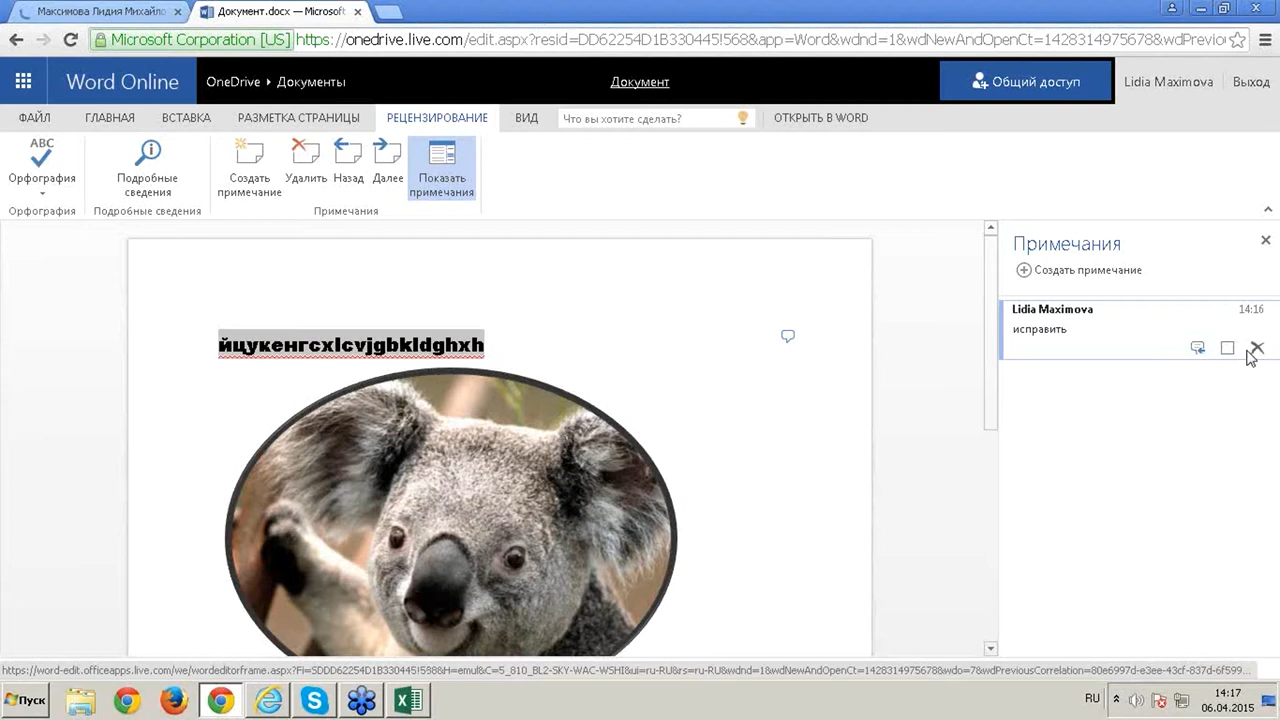 Максимова Лидия Михайло
Документ.docx — Microsoft
Microsoft Corporation [US]
https://onedrive.live.com/edit.aspx?resid=DD62254D1B330445!568&app=Word&wdnd=1&wdNewAndOpenCt=1428314975678&wdPrevio
Word Online
OneDrive ▸ Документы
Документ
Общий доступ
Lidia Maximova
Выход
ФАЙЛ
ГЛАВНАЯ
ВСТАВКА
РАЗМЕТКА СТРАНИЦЫ
РЕЦЕНЗИРОВАНИЕ
ВИД
Что вы хотите сделать?
ОТКРЫТЬ В WORD
ABC
Орфография
Подробные
сведения
Создать
примечание
Удалить
Назад
Далее
Показать
примечания
Орфография
Подробные сведения
Примечания
Примечания
Создать примечание
Lidia Maximova
14:16
исправить
йцукенгсxlcvjgbkldghxh
https://word-edit.officeapps.live.com/we/wordeditorframe.aspx?Fi=SDDD62254D1B330445!568&H=emul&C=5_810_BL2-SKY-WAC-WSHI&ui=ru-RU&rs=ru-RU&wdnd=1&wdNewAndOpenCt=1428314975678&wdo=7&wdPreviousCorrelation=80e6997d-e3ee-43cf-837d-6f599...
Пуск
RU
14:17
06.04.2015